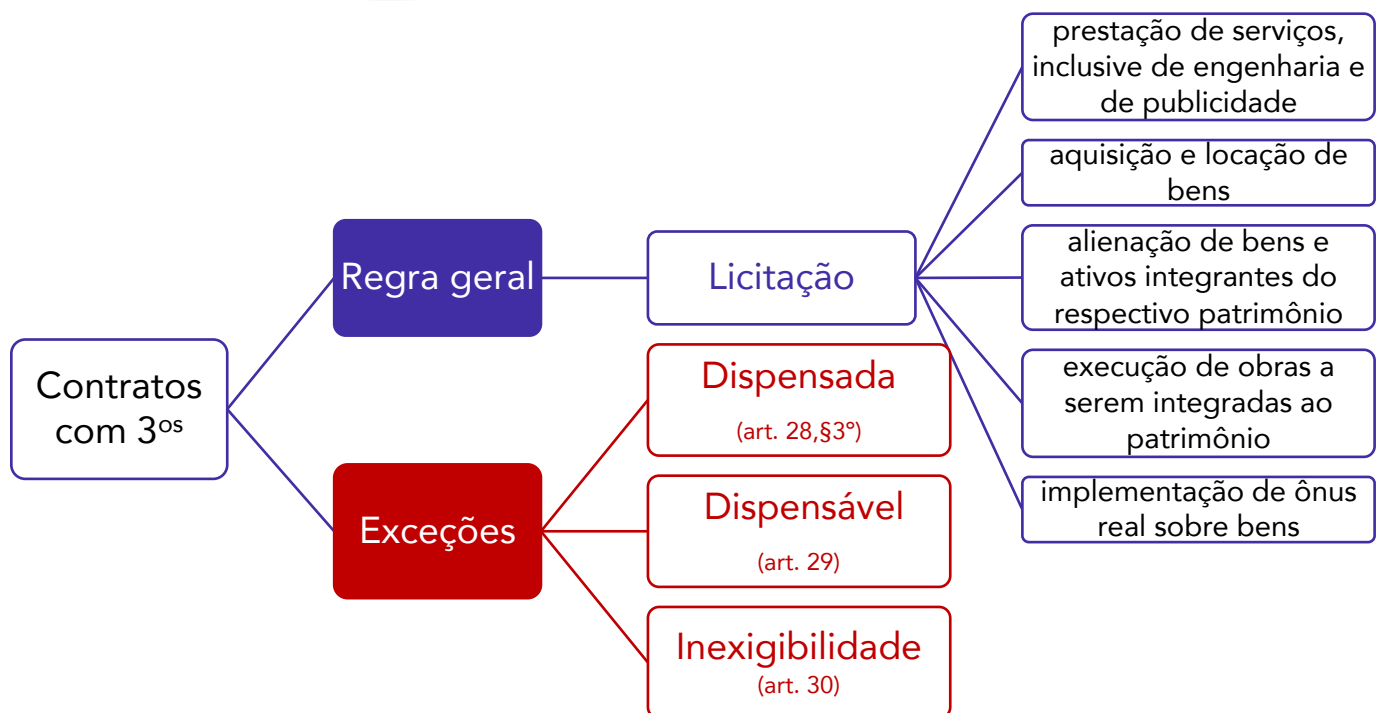 Contratos
com 3ºˢ
Regra geral
Licitação
prestação de serviços,
inclusive de engenharia e
de publicidade
aquisição e locação de
bens
alienação de bens e
ativos integrantes do
respectivo patrimônio
execução de obras a
serem integradas ao
patrimônio
implementação de ônus
real sobre bens
Exceções
Dispensada
(art. 28,§3º)
Dispensável
(art. 29)
Inexigibilidade
(art. 30)